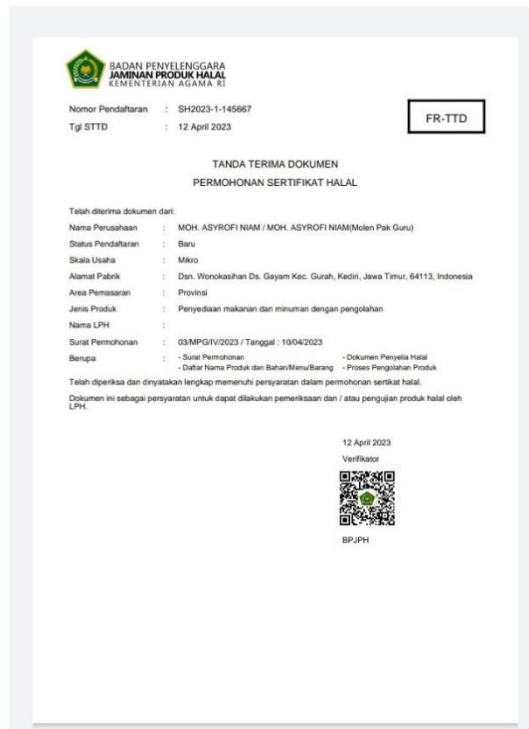 BADAN PENYELENGGARA
JAMINAN PRODUK HALAL
KEMENTERIAN AGAMA RI
Nomor Pendaftaran : SH2023-1-145667
Tgl STTD : 12 April 2023
FR-TTD
TANDA TERIMA DOKUMEN
PERMOHONAN SERTIFIKAT HALAL
Telah diterima dokumen dari:
Nama Perusahaan : MOH. ASYROFI NIAM / MOH. ASYROFI NIAM(Molen Pak Guru)
Status Pendaftaran : Baru
Skala Usaha : Mikro
Alamat Pabrik : Dsn. Wonokasihan Ds. Gayam Kec. Gurah, Kediri, Jawa Timur, 64113, Indonesia
Area Pemasaran : Provinsi
Jenis Produk : Penyediaan makanan dan minuman dengan pengolahan
Nama LPH :
Surat Permohonan : 03/MPG/IV/2023 / Tanggal : 10/04/2023
Berupa : - Surat Permohonan - Dokumen Penyelia Halal
- Daftar Nama Produk dan Bahan/Menu/Barang - Proses Pengolahan Produk
Telah diperiksa dan dinyatakan lengkap memenuhi persyaratan dalam permohonan sertikat halal.
Dokumen ini sebagai persyaratan untuk dapat dilakukan pemeriksaan dan / atau pengujian produk halal oleh
LPH.
12 April 2023
Verifikator
BPJPH